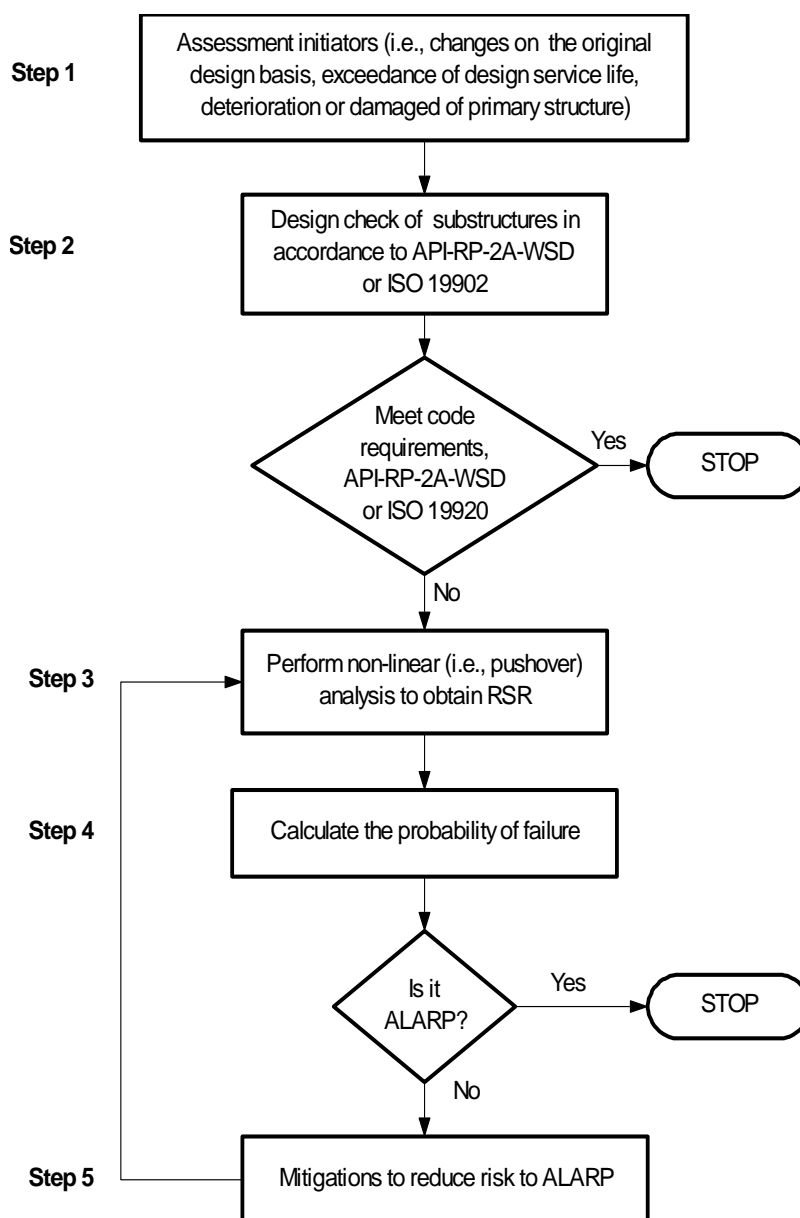 Step 1
Assessment initiators (i.e., changes on the original
design basis, exceedance of design service life,
deterioration or damaged of primary structure)
Step 2
Design check of substructures in
accordance to API-RP-2A-WSD
or ISO 19902
Meet code
requirements,
API-RP-2A-WSD
or ISO 19920
Yes
STOP
No
Step 3
Perform non-linear (i.e., pushover)
analysis to obtain RSR
Step 4
Calculate the probability of failure
Is it
ALARP?
Yes
STOP
No
Step 5
Mitigations to reduce risk to ALARP